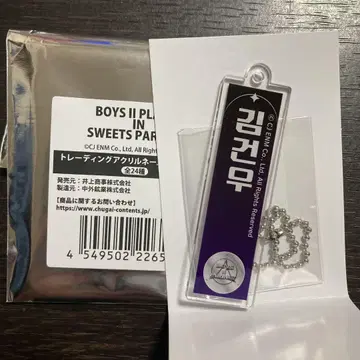 BOYS II PLA
IN
SWEETS PAR
©CJ ENM Co., Ltd. All Righ
トレーディングアクリルネー
全24種
発売元：井上商事株式会社
製造元：中外鉱業株式会社
【商品に関するお問い合わせ】
https://www.chugai-contents.jp/
4 549502 2265
김건우
©CJ ENM Co., Ltd. All Rights Reserved